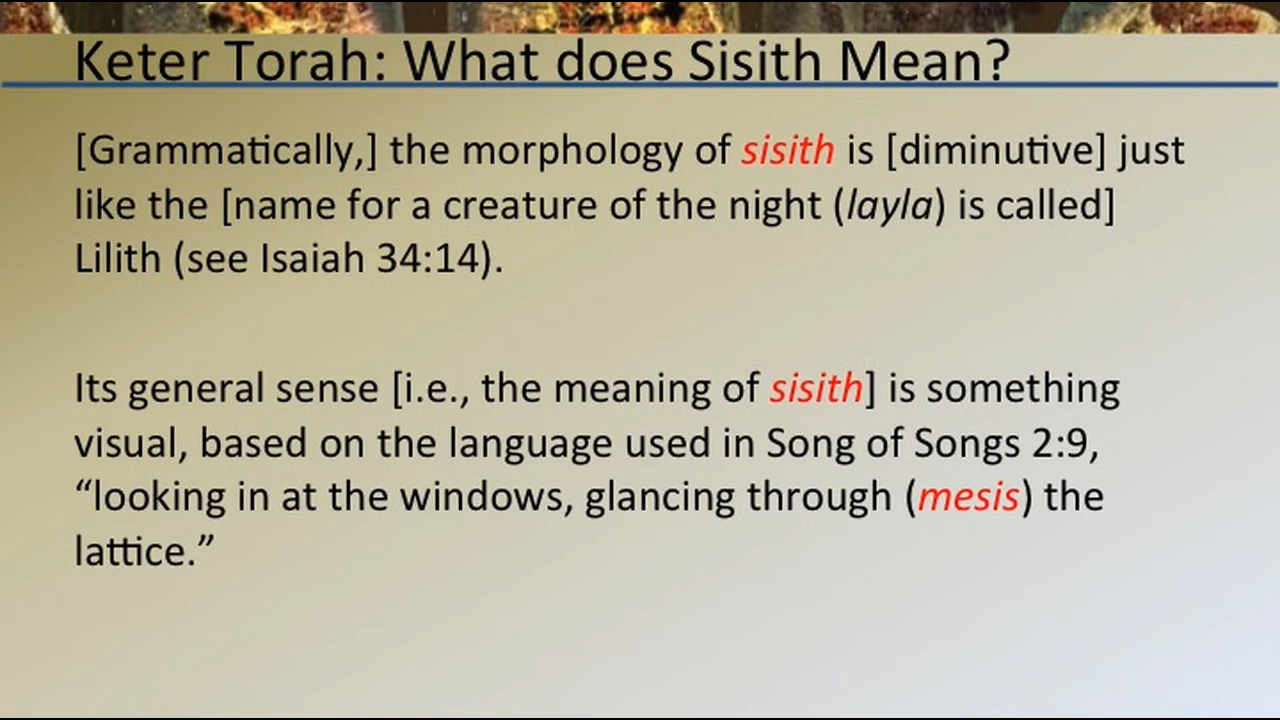 Keter Torah: What does Sisith Mean?
[Grammatically,] the morphology of sisith is [diminutive] just
like the [name for a creature of the night (layla) is called]
Lilith (see Isaiah 34:14).
Its general sense [i.e., the meaning of sisith] is something
visual, based on the language used in Song of Songs 2:9,
“looking in at the windows, glancing through (mesis) the
lattice.”